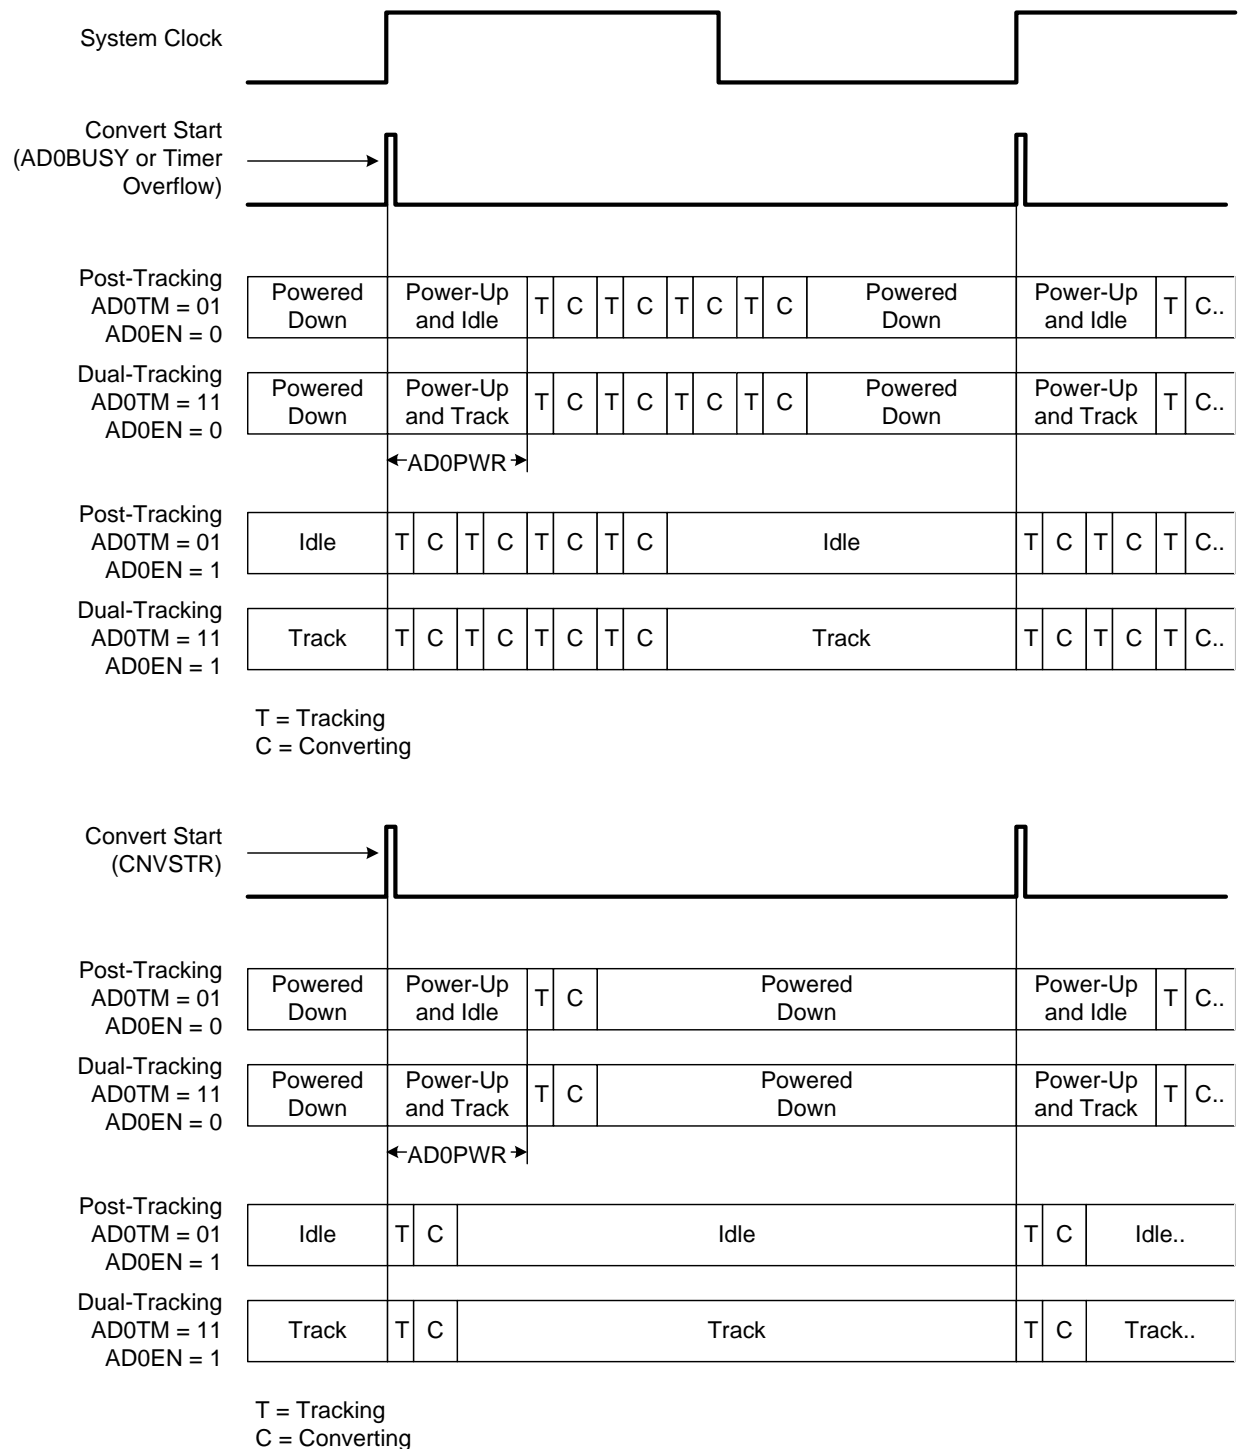 System Clock
Convert Start
(AD0BUSY or Timer
Overflow)
Post-Tracking
AD0TM = 01
AD0EN = 0
Powered
Down
Power-Up
and Idle
T C T C T C T C
Powered
Down
Power-Up
and Idle
T C..
Dual-Tracking
AD0TM = 11
AD0EN = 0
Powered
Down
Power-Up
and Track
T C T C T C T C
Powered
Down
Power-Up
and Track
T C..
AD0PWR
Post-Tracking
AD0TM = 01
AD0EN = 1
Idle T C T C T C T C Idle T C T C T C..
Dual-Tracking
AD0TM = 11
AD0EN = 1
Track T C T C T C T C Track T C T C T C..
T = Tracking
C = Converting
Convert Start
(CNVSTR)
Post-Tracking
AD0TM = 01
AD0EN = 0
Powered
Down
Power-Up
and Idle
T C
Powered
Down
Power-Up
and Idle
T C..
Dual-Tracking
AD0TM = 11
AD0EN = 0
Powered
Down
Power-Up
and Track
T C
Powered
Down
Power-Up
and Track
T C..
AD0PWR
Post-Tracking
AD0TM = 01
AD0EN = 1
Idle T C Idle T C Idle..
Dual-Tracking
AD0TM = 11
AD0EN = 1
Track T C Track T C Track..
T = Tracking
C = Converting